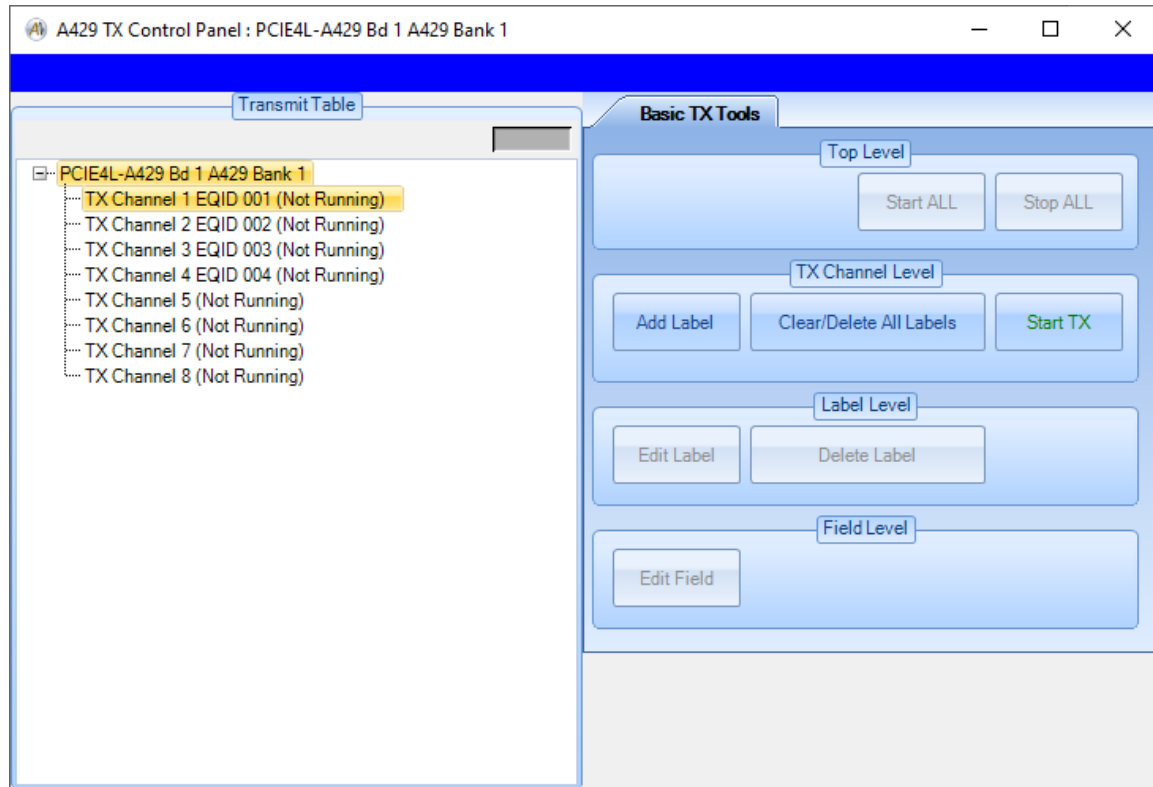 A429 TX Control Panel : PCIE4L-A429 Bd 1 A429 Bank 1
Transmit Table
PCIE4L-A429 Bd 1 A429 Bank 1
TX Channel 1 EQID 001 (Not Running)
TX Channel 2 EQID 002 (Not Running)
TX Channel 3 EQID 003 (Not Running)
TX Channel 4 EQID 004 (Not Running)
TX Channel 5 (Not Running)
TX Channel 6 (Not Running)
TX Channel 7 (Not Running)
TX Channel 8 (Not Running)
Basic TX Tools
Top Level
Start ALL Stop ALL
TX Channel Level
Add Label Clear/Delete All Labels Start TX
Label Level
Edit Label Delete Label
Field Level
Edit Field